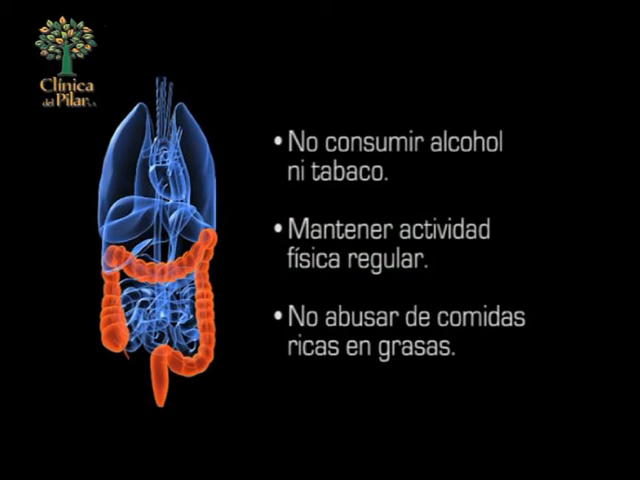 Clínica
del Pilar S.A.
• No consumir alcohol
ni tabaco.
• Mantener actividad
física regular.
• No abusar de comidas
ricas en grasas.